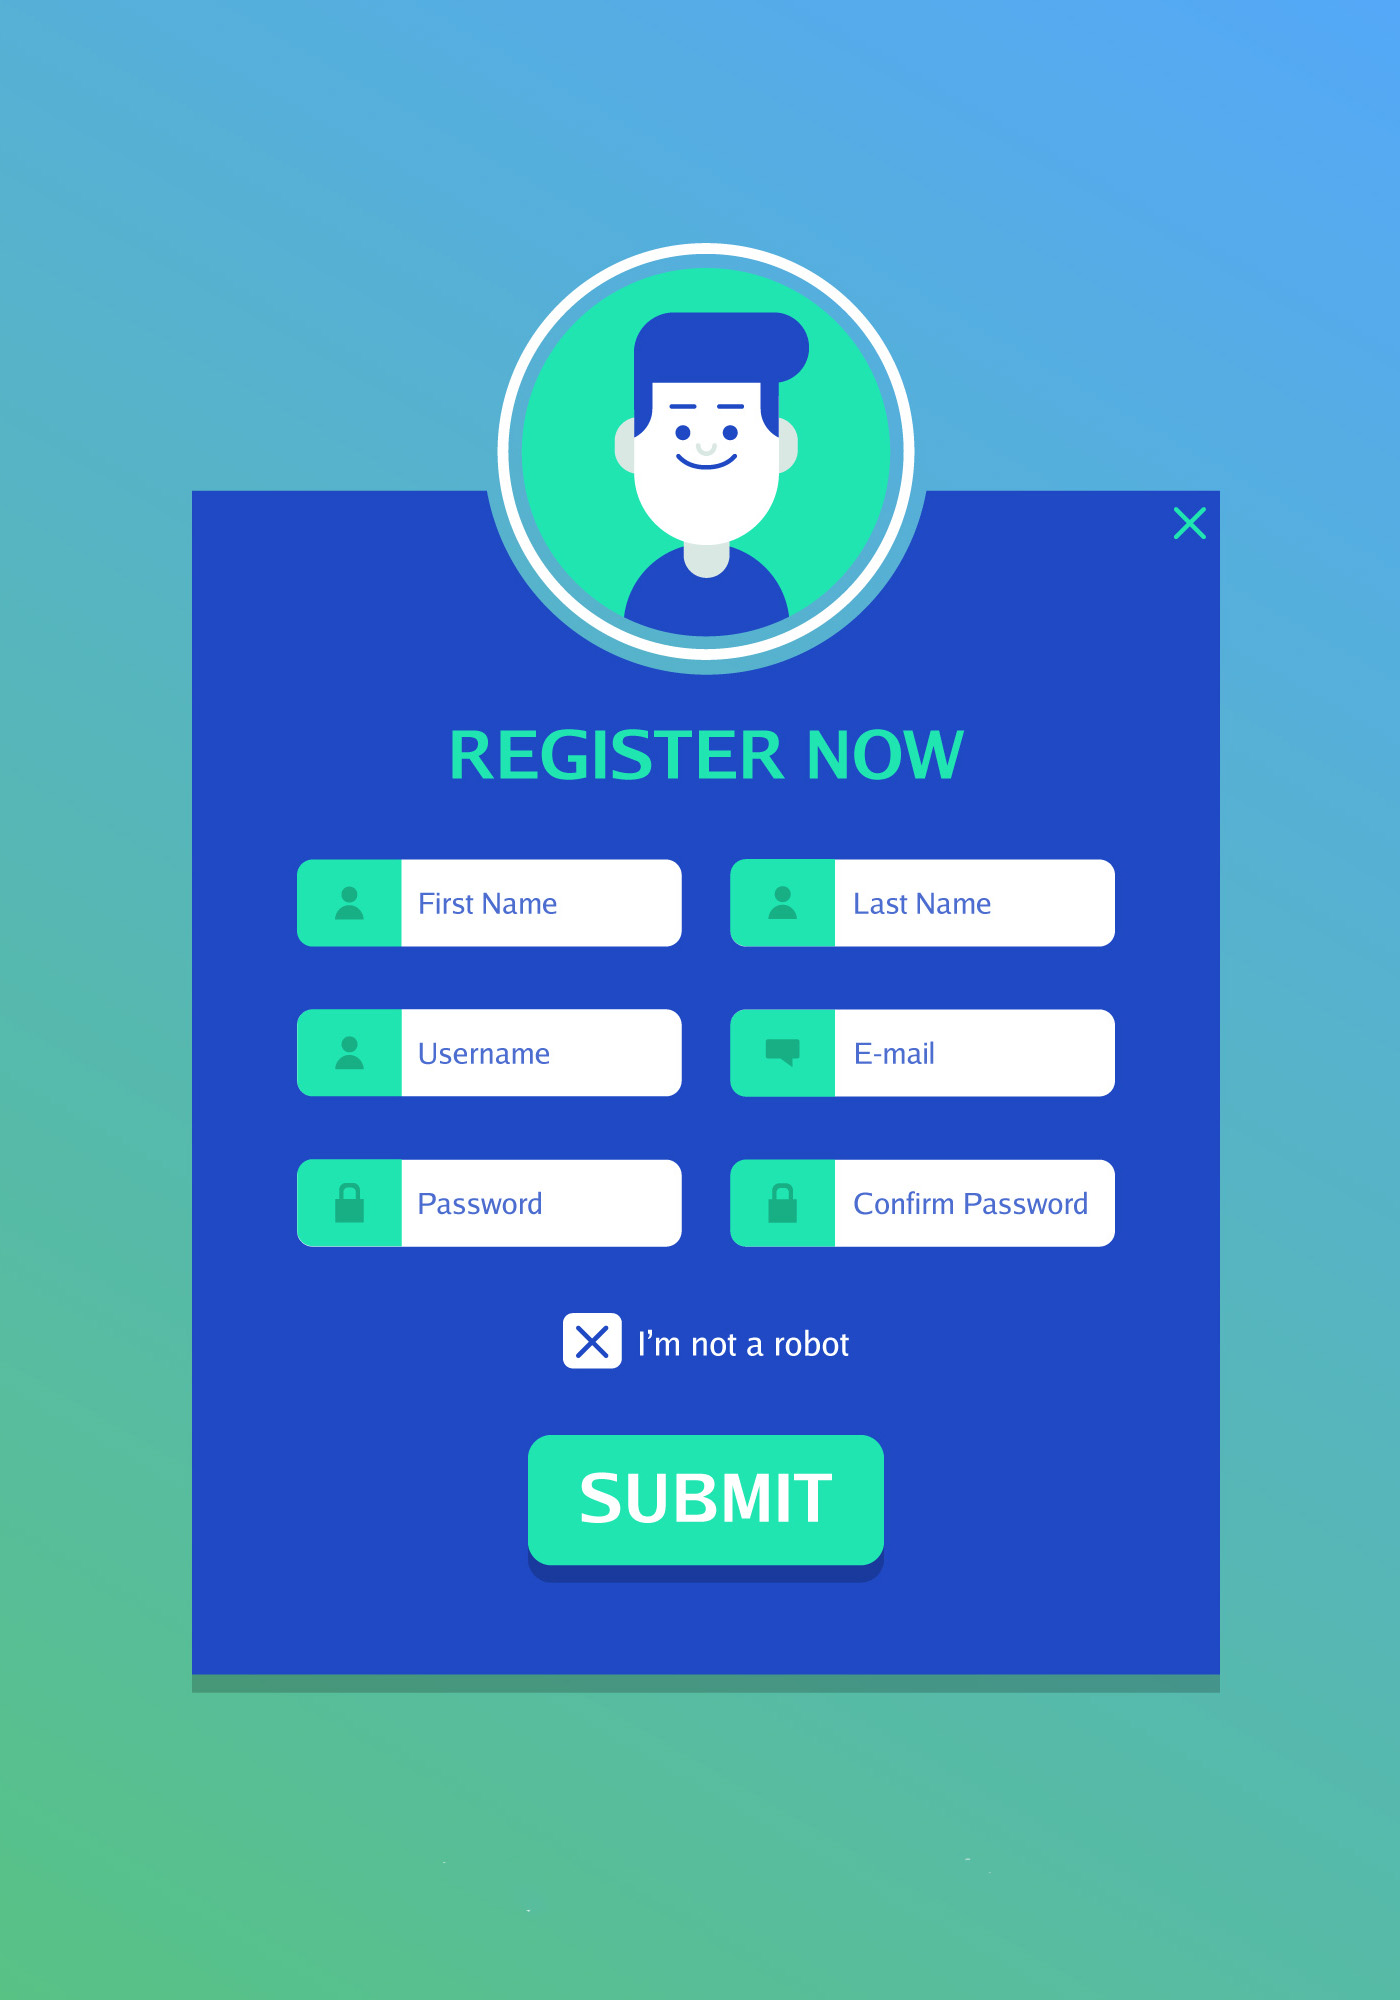 REGISTER NOW
First Name
Last Name
Username
E-mail
Password
Confirm Password
I'm not a robot
SUBMIT